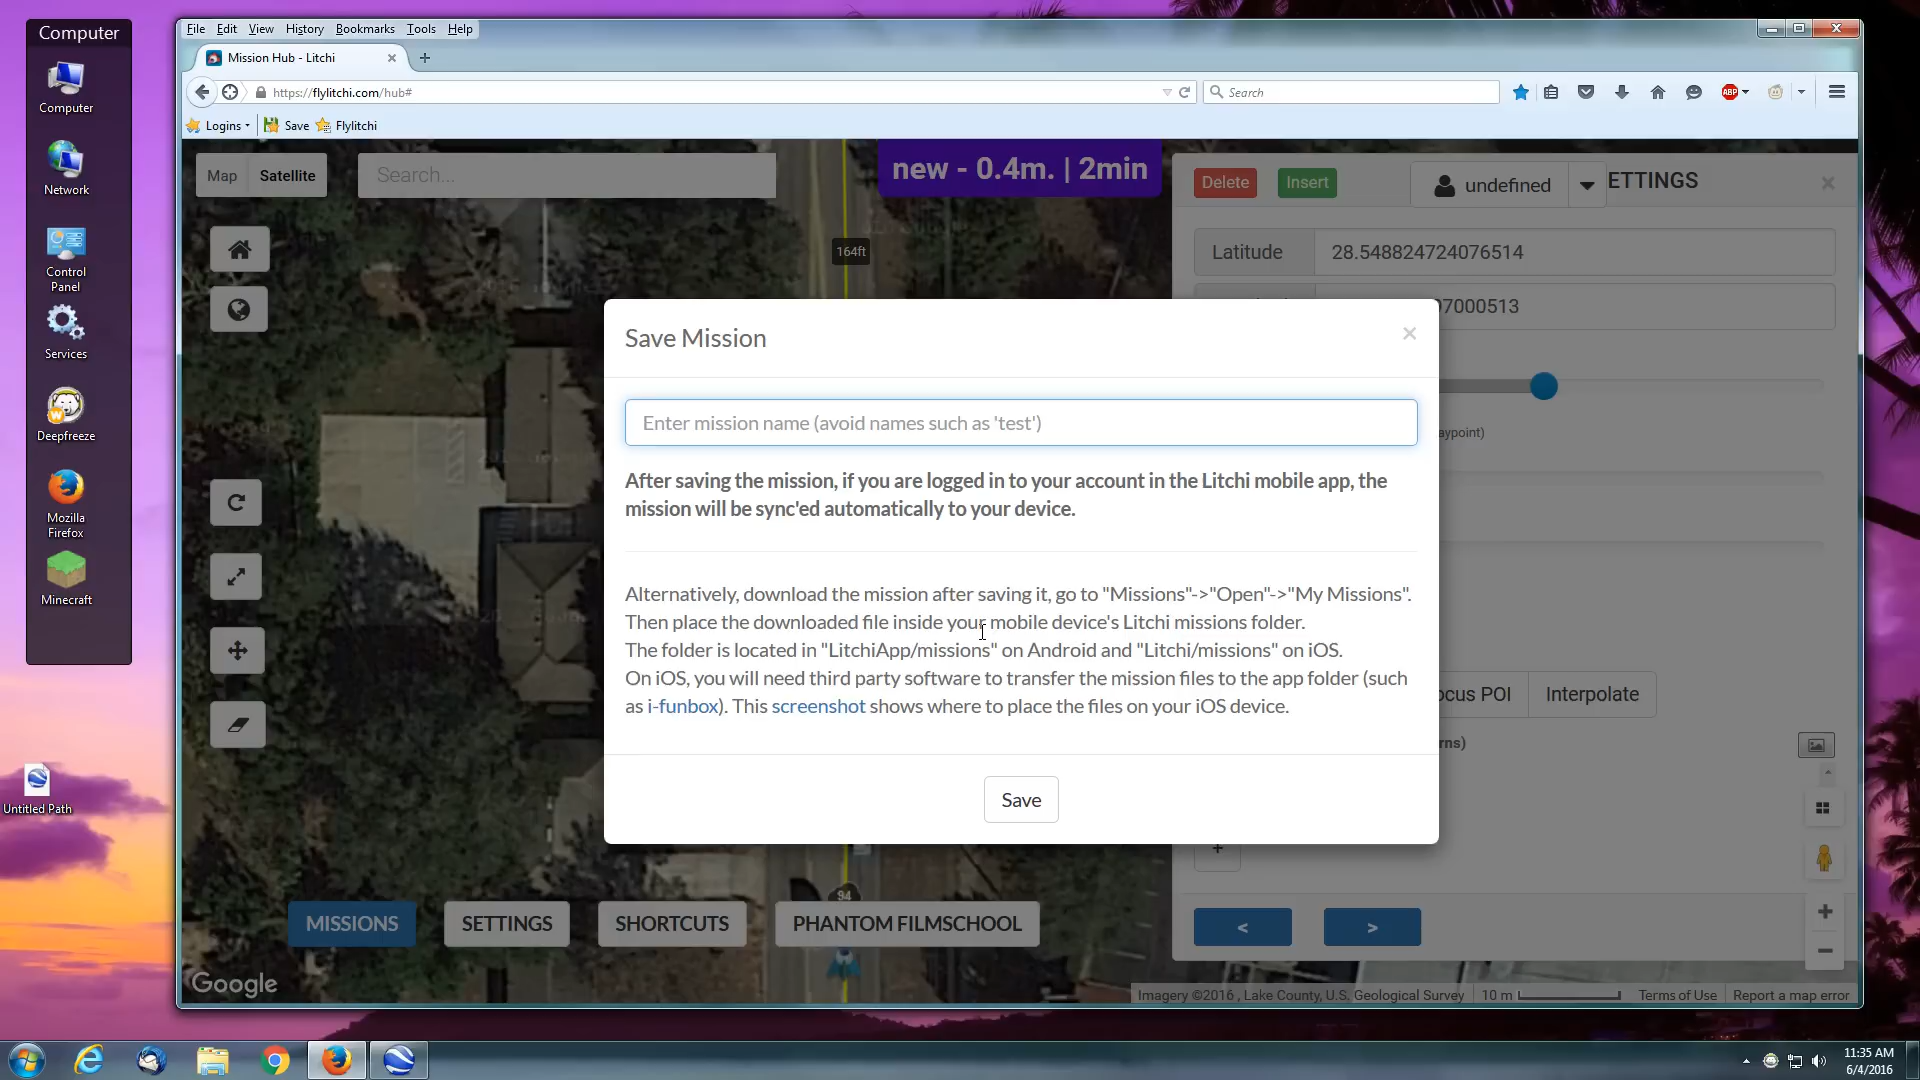 Computer
Computer
Network
Control
Panel
Services
Deepfreeze
Mozilla
Firefox
Minecraft
Untitled Path
File Edit View History Bookmarks Tools Help
Mission Hub - Litchi
https://flylitchi.com/hub#
Search
ABP
Logins
Save
Flylitchi
Map
Satellite
Search...
new - 0.4m. | 2min
164ft
Delete
Insert
undefined
ETTINGS
Latitude
28.548824724076514
97000513
aypoint)
ocus POI
Interpolate
rns)
+
Save Mission
Enter mission name (avoid names such as 'test')
After saving the mission, if you are logged in to your account in the Litchi mobile app, the
mission will be sync'ed automatically to your device.
Alternatively, download the mission after saving it, go to "Missions"->"Open"->"My Missions".
Then place the downloaded file inside your mobile device's Litchi missions folder.
The folder is located in "LitchiApp/missions" on Android and "Litchi/missions" on iOS.
On iOS, you will need third party software to transfer the mission files to the app folder (such
as i-funbox). This screenshot shows where to place the files on your iOS device.
Save
94
MISSIONS
SETTINGS
SHORTCUTS
PHANTOM FILMSCHOOL
<
>
Google
Imagery ©2016 , Lake County, U.S. Geological Survey
10 m
Terms of Use
Report a map error
11:35 AM
6/4/2016